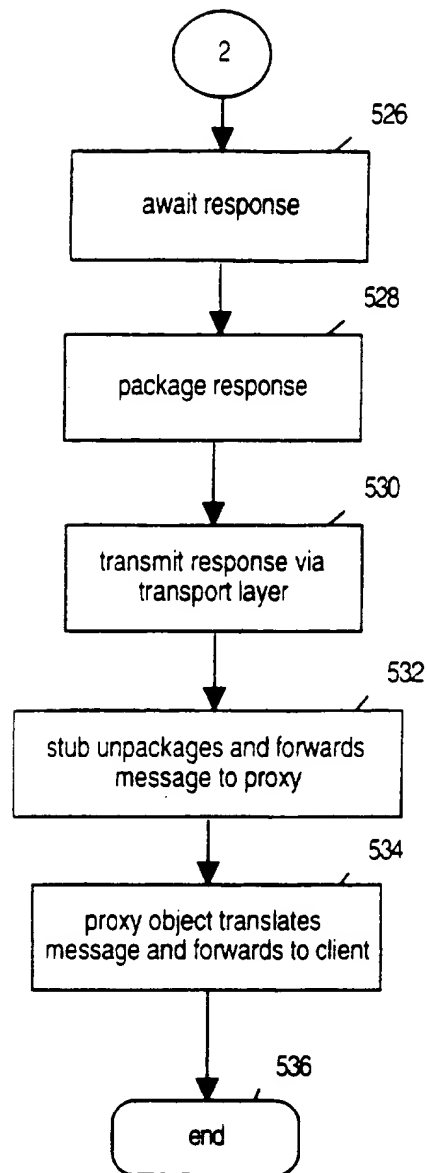 2
526
await response
528
package response
530
transmit response via
transport layer
532
stub unpackages and forwards
message to proxy
534
proxy object translates
message and forwards to client
536
end